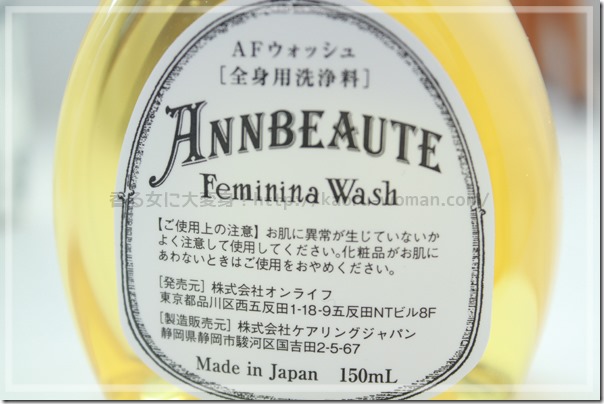 AFウォッシュ
[全身用洗浄料]
ANNBEAUTE
Feminina Wash
【ご使用上の注意】お肌に異常が生じていないか
よく注意して使用してください。化粧品がお肌に
あわないときはご使用をおやめください。
[発売元] 株式会社オンライフ
東京都品川区西五反田1-18-9五反田NTビル8F
[製造販売元] 株式会社ケアリングジャパン
静岡県静岡市駿河区国吉田2-5-67
Made in Japan 150mL